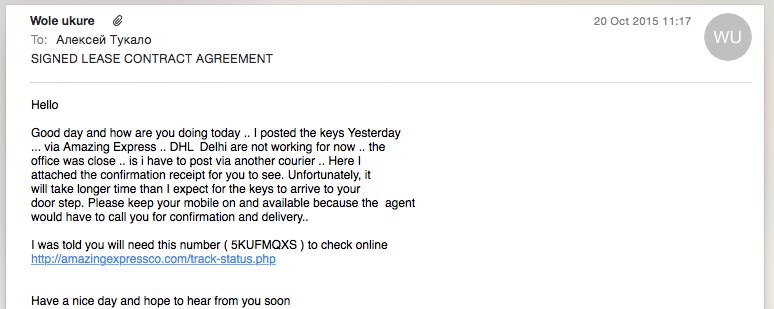 Wole ukure 20 Oct 2015 11:17 WU
To: Алексей Тукало
SIGNED LEASE CONTRACT AGREEMENT
Hello
Good day and how are you doing today .. I posted the keys Yesterday
... via Amazing Express .. DHL Delhi are not working for now .. the
office was close .. is i have to post via another courier .. Here I
attached the confirmation receipt for you to see. Unfortunately, it
will take longer time than I expect for the keys to arrive to your
door step. Please keep your mobile on and available because the agent
would have to call you for confirmation and delivery..
I was told you will need this number ( 5KUFMQXS ) to check online
http://amazingexpressco.com/track-status.php
Have a nice day and hope to hear from you soon